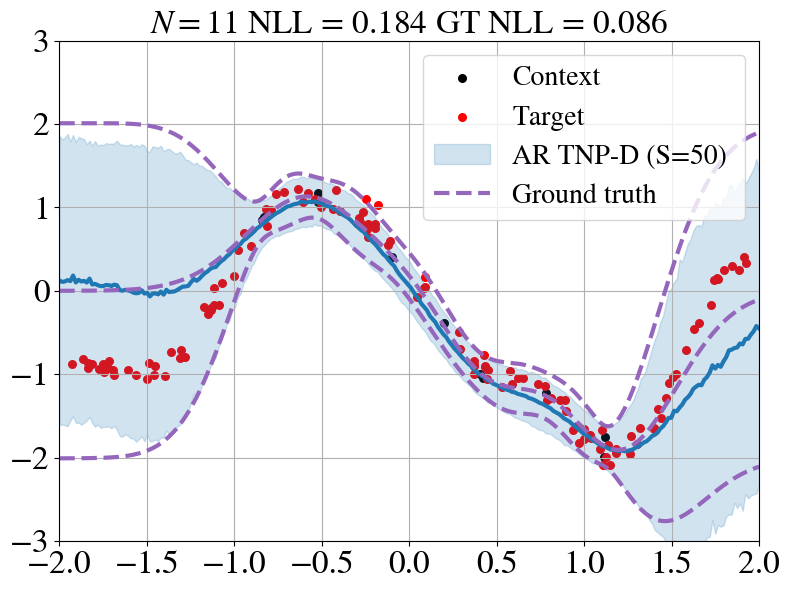 N = 11 NLL = 0.184 GT NLL = 0.086
Context
Target
AR TNP-D (S=50)
Ground truth
3
2
1
0
−1
−2
−3
−2.0 −1.5 −1.0 −0.5 0.0 0.5 1.0 1.5 2.0